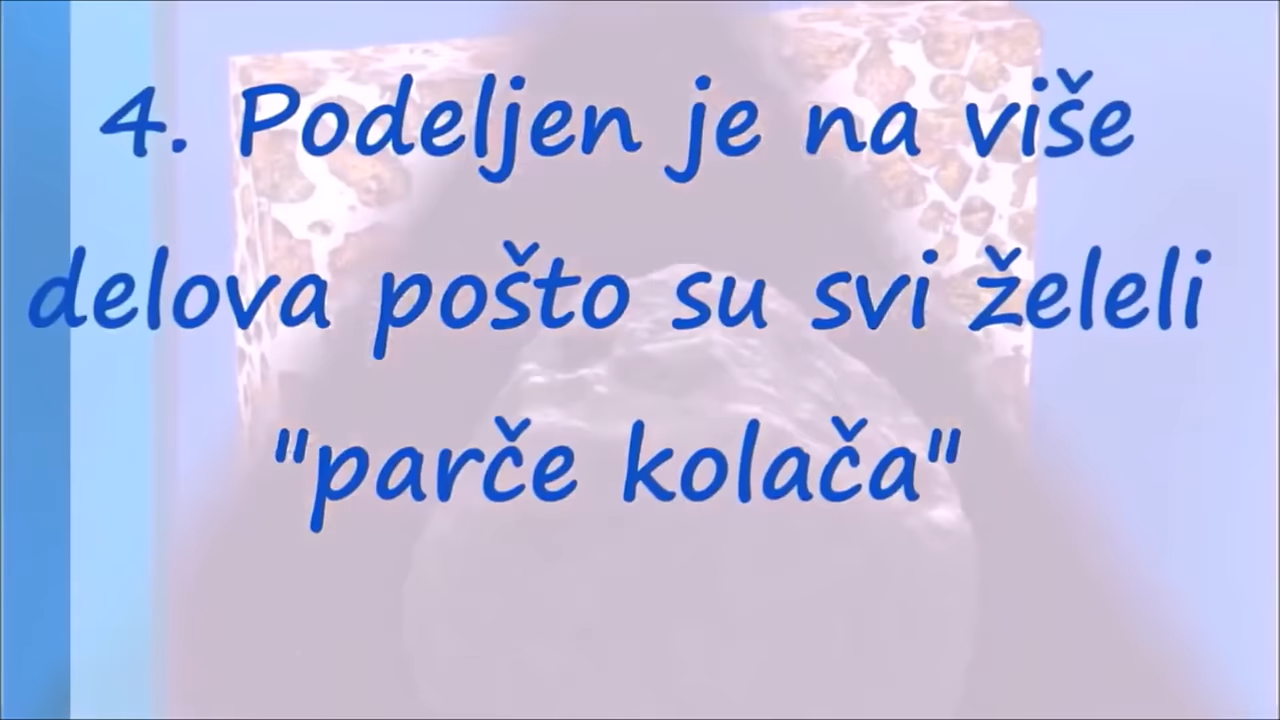 4. Podeljen je na više
delova pošto su svi želeli
"parče kolača"